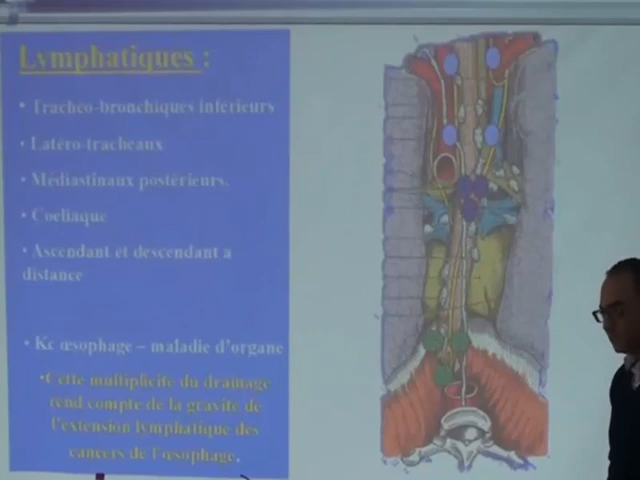 Lymphatiques :
• Trachéo-bronchiques inférieurs
• Latéro-trachéaux
• Médiastinaux postérieurs.
• Coeliaque
• Ascendant et descendant a
distance
• Kc œsophage – maladie d'organe
•Cette multiplicité du drainage
rend compte de la gravité de
l'extension lymphatique des
cancers de l'œsophage.